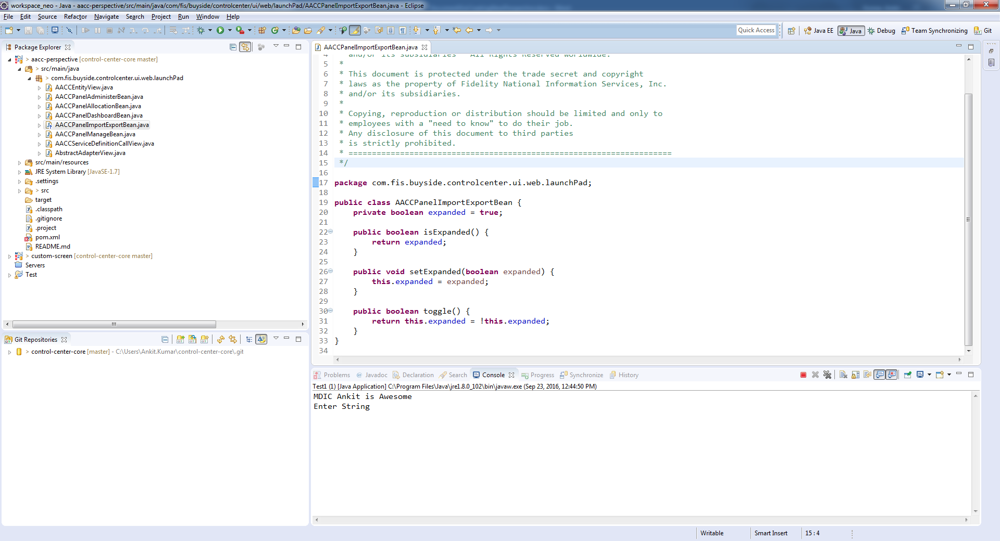 workspace_neo - Java - aacc-perspective/src/main/java/com/fis/buyside/controlcenter/ui/web/launchPad/AACCPanelImportExportBean.java - Eclipse
File Edit Source Refactor Navigate Search Project Run Window Help
Quick Access Java EE Java Debug Team Synchronizing Git
Package Explorer
> aacc-perspective [control-center-core master]
> src/main/java
> com.fis.buyside.controlcenter.ui.web.launchPad
AACCEntityView.java
AACCPanelAdministerBean.java
AACCPanelAllocationBean.java
AACCPanelDashboardBean.java
AACCPanelImportExportBean.java
AACCPanelManageBean.java
AACCServiceDefinitionCallView.java
AbstractAdapterView.java
src/main/resources
JRE System Library [JavaSE-1.7]
.settings
> src
target
.classpath
.gitignore
.project
pom.xml
README.md
> custom-screen [control-center-core master]
Servers
Test
Git Repositories
> control-center-core [master] - C:\Users\Ankit.Kumar\control-center-core\.git
AACCPanelImportExportBean.java
4 * and/or its subsidiaries - All Rights Reserved worldwide.
5 *
6 * This document is protected under the trade secret and copyright
7 * laws as the property of Fidelity National Information Services, Inc.
8 * and/or its subsidiaries.
9 *
10 * Copying, reproduction or distribution should be limited and only to
11 * employees with a "need to know" to do their job.
12 * Any disclosure of this document to third parties
13 * is strictly prohibited.
14 * =====================================================================
15 */
16
17 package com.fis.buyside.controlcenter.ui.web.launchPad;
18
19 public class AACCPanelImportExportBean {
20 private boolean expanded = true;
21
22 public boolean isExpanded() {
23 return expanded;
24 }
25
26 public void setExpanded(boolean expanded) {
27 this.expanded = expanded;
28 }
29
30 public boolean toggle() {
31 return this.expanded = !this.expanded;
32 }
33 }
34
Problems @ Javadoc Declaration Search Console Progress Synchronize History
Test1 (1) [Java Application] C:\Program Files\Java\jre1.8.0_102\bin\javaw.exe (Sep 23, 2016, 12:44:50 PM)
MDIC Ankit is Awesome
Enter String
Writable Smart Insert 15 : 4